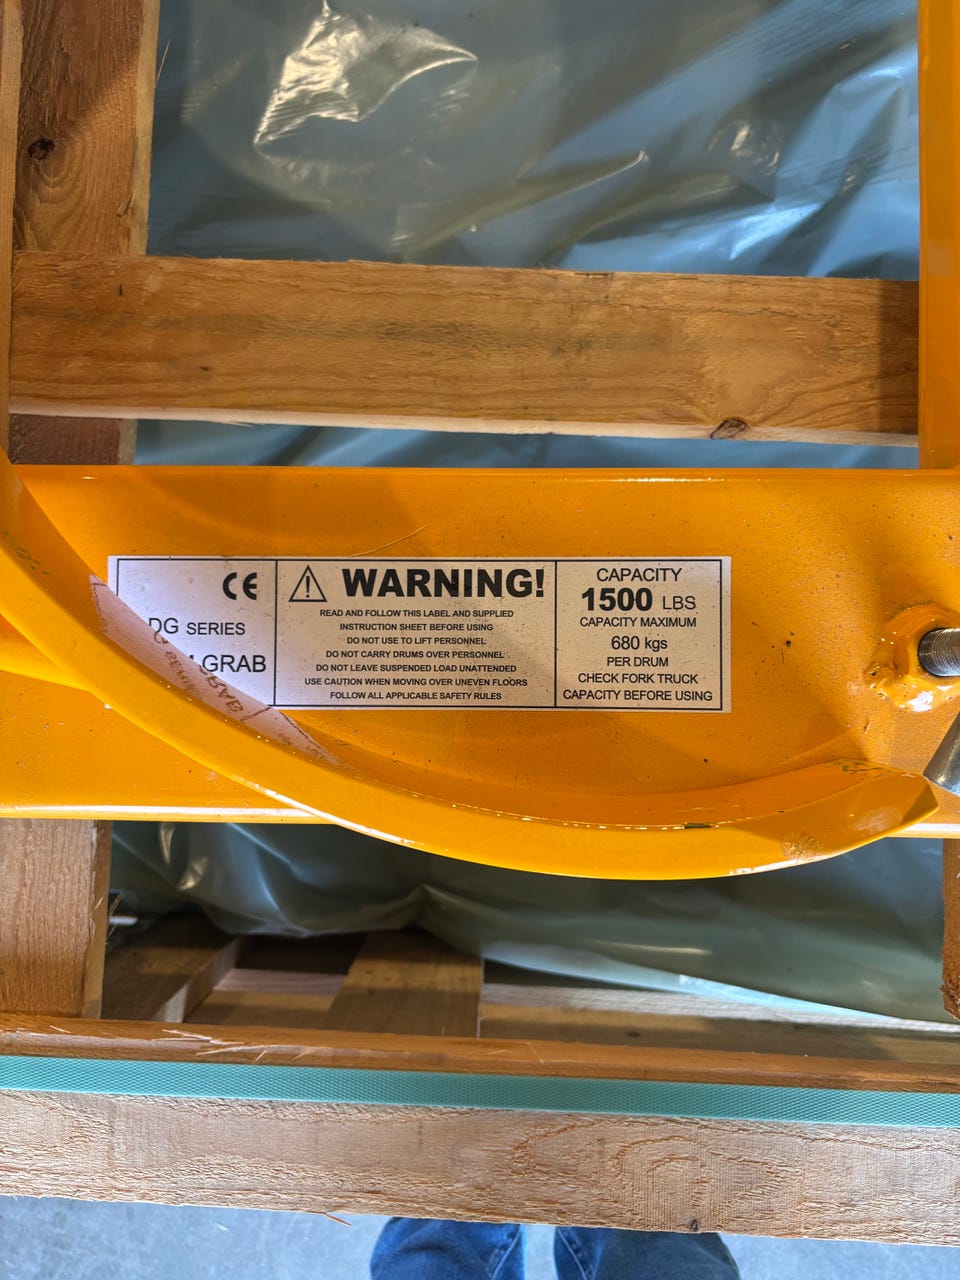 CE
DG SERIES
GRAB
WARNING!
READ AND FOLLOW THIS LABEL AND SUPPLIED
INSTRUCTION SHEET BEFORE USING
DO NOT USE TO LIFT PERSONNEL
DO NOT CARRY DRUMS OVER PERSONNEL
DO NOT LEAVE SUSPENDED LOAD UNATTENDED
USE CAUTION WHEN MOVING OVER UNEVEN FLOORS
FOLLOW ALL APPLICABLE SAFETY RULES
CAPACITY
1500 LBS
CAPACITY MAXIMUM
680 kgs
PER DRUM
CHECK FORK TRUCK
CAPACITY BEFORE USING